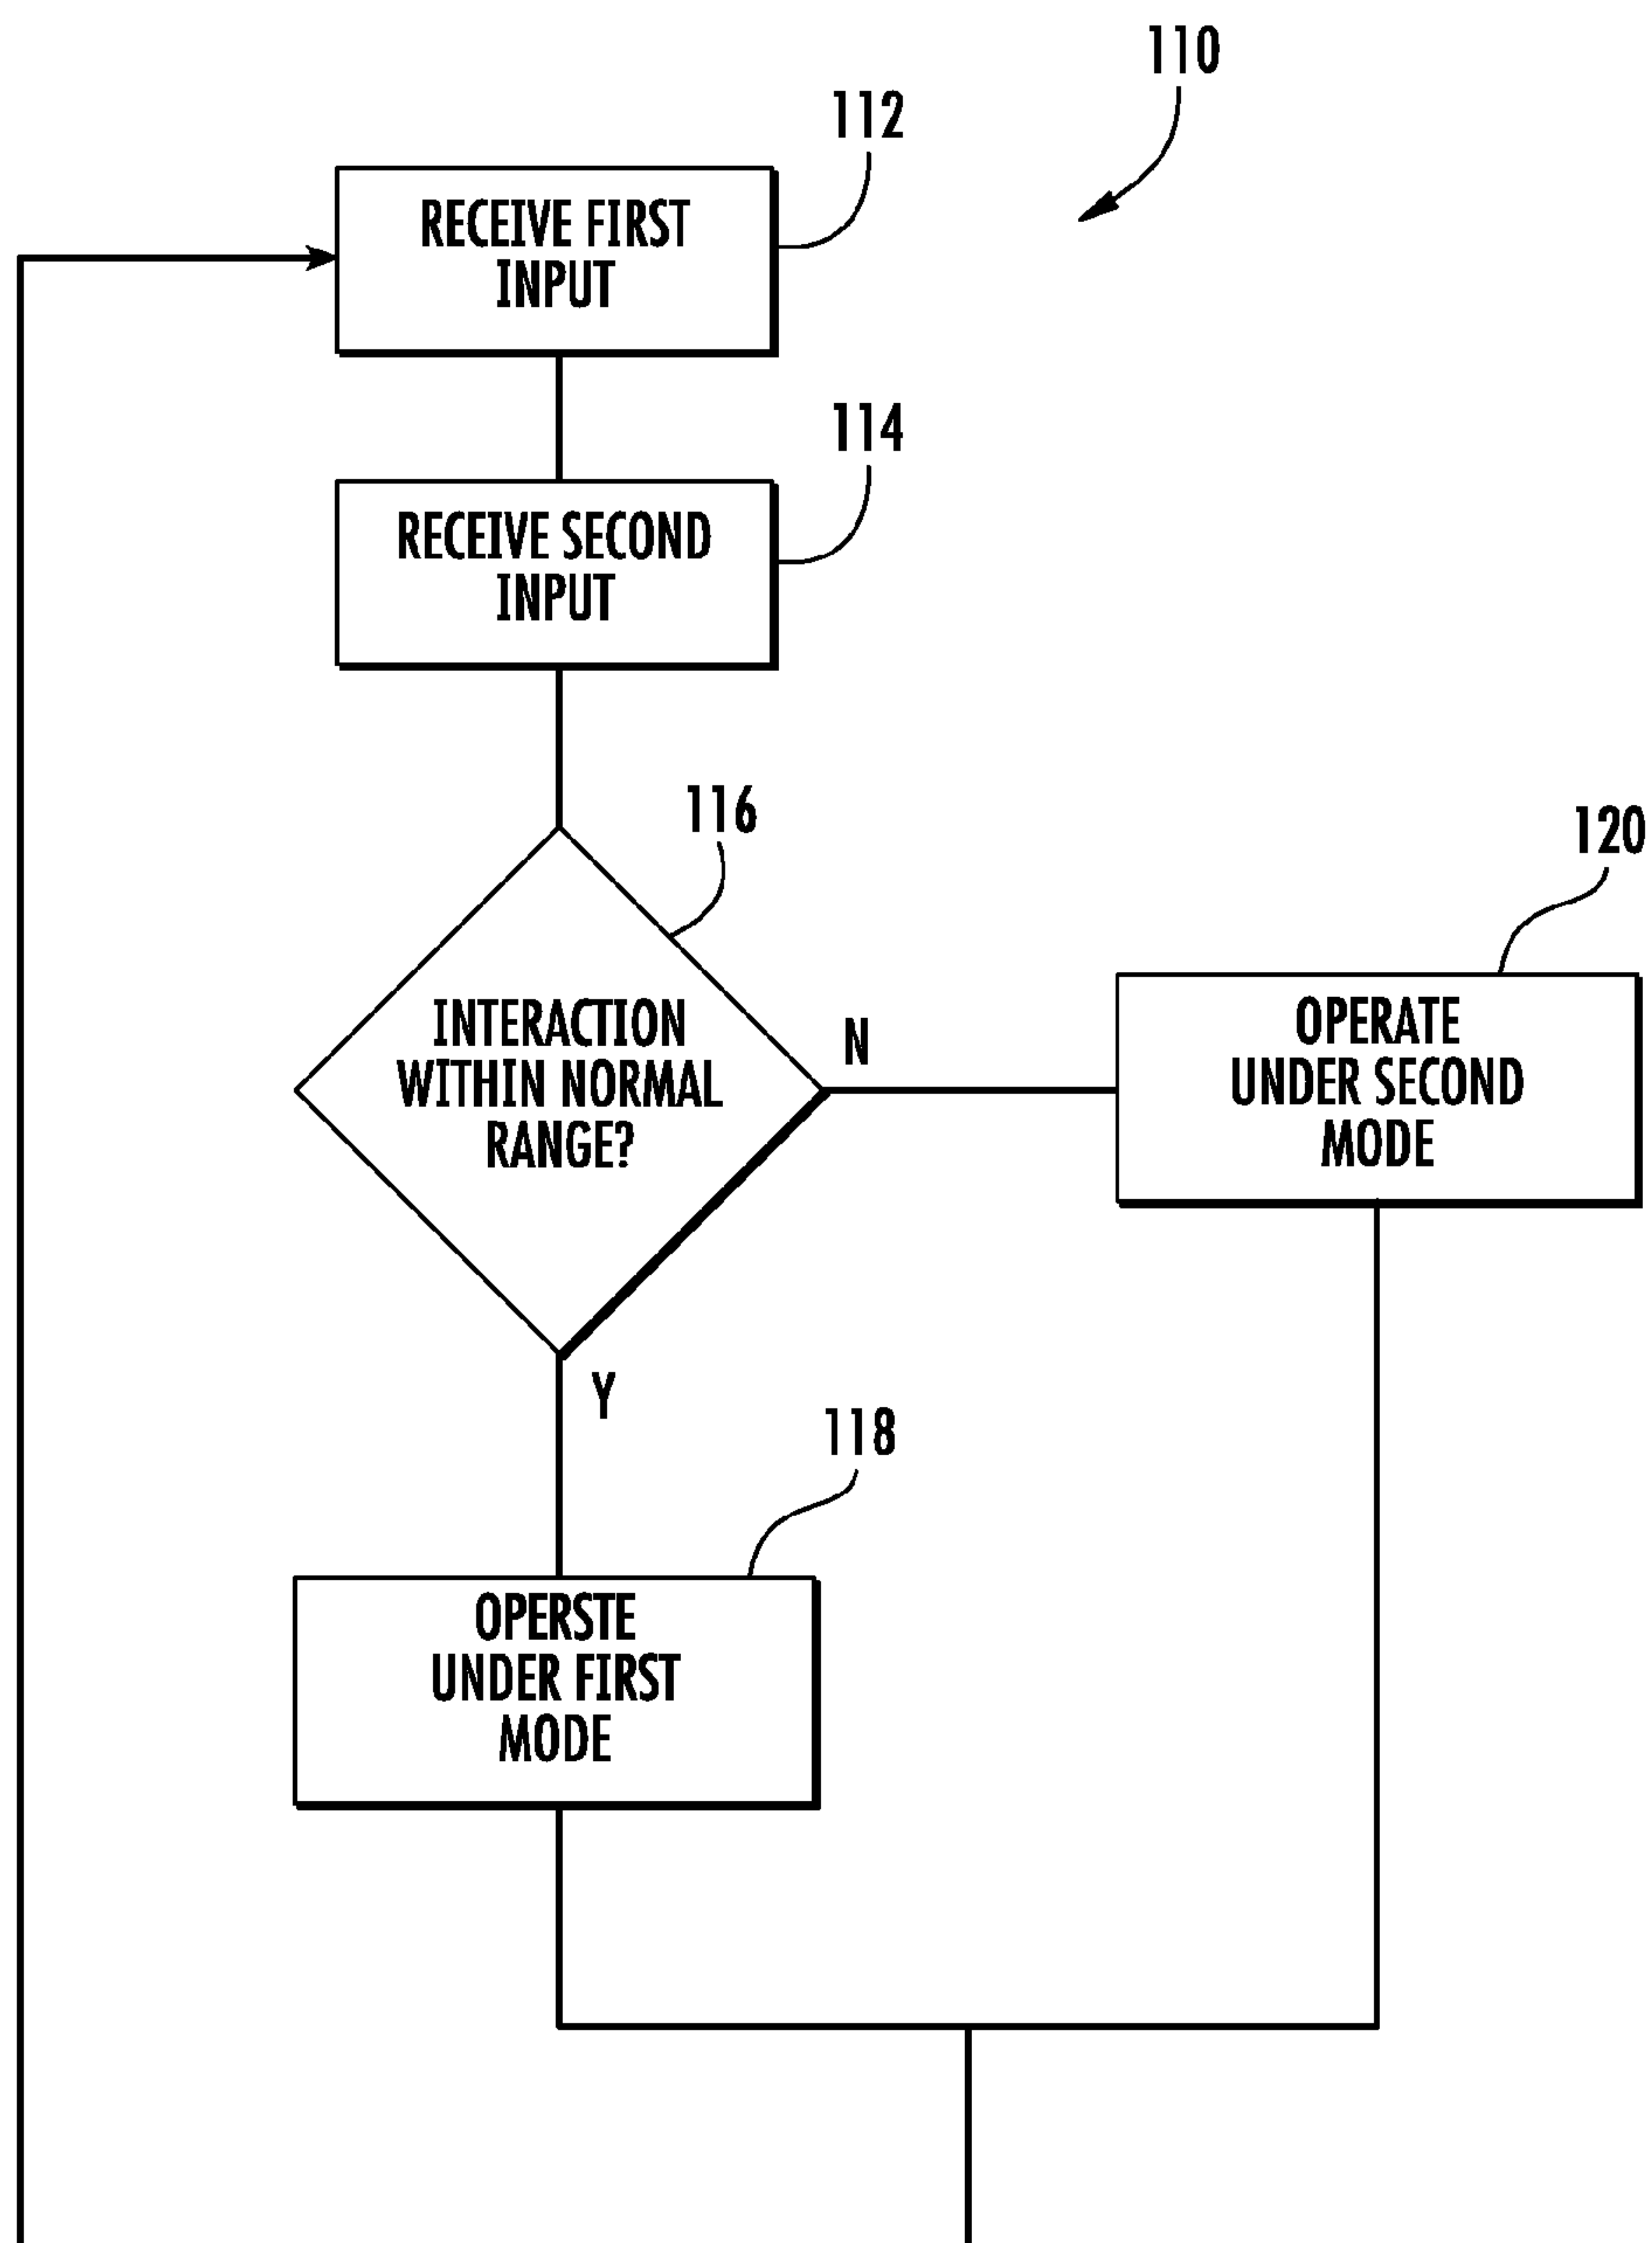 110
112
RECEIVE FIRST
INPUT
114
RECEIVE SECOND
INPUT
116
INTERACTION
WITHIN NORMAL
RANGE?
N
120
OPERATE
UNDER SECOND
MODE
Y
118
OPERSTE
UNDER FIRST
MODE